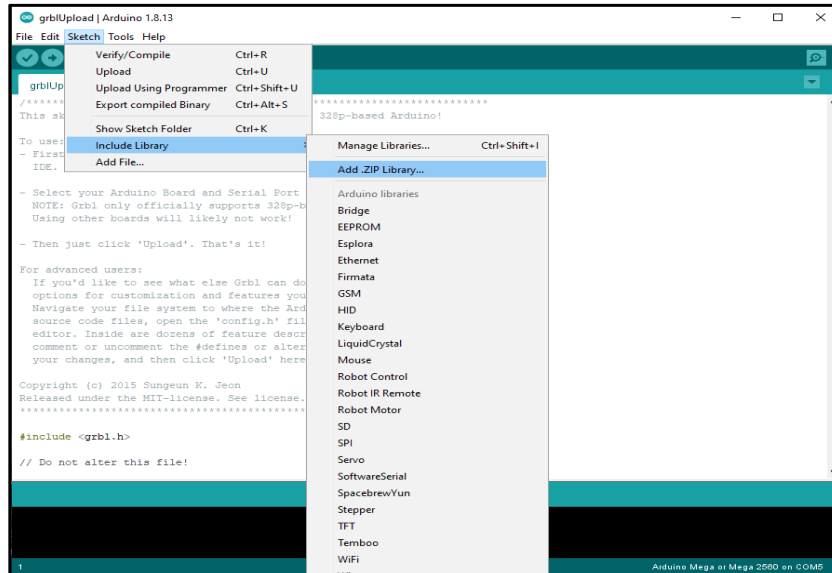 grblUpload | Arduino 1.8.13
File Edit Sketch Tools Help
Verify/Compile Ctrl+R
Upload Ctrl+U
Upload Using Programmer Ctrl+Shift+U
Export compiled Binary Ctrl+Alt+S
Show Sketch Folder Ctrl+K
Include Library
Add File...
Manage Libraries... Ctrl+Shift+I
Add .ZIP Library...
Arduino libraries
Bridge
EEPROM
Esplora
Ethernet
Firmata
GSM
HID
Keyboard
LiquidCrystal
Mouse
Robot Control
Robot IR Remote
Robot Motor
SD
SPI
Servo
SoftwareSerial
SpacebrewYun
Stepper
TFT
Temboo
WiFi
grblUp
/******* ***************************
This sk 328p-based Arduino!
To use:
- First
IDE.
- Select your Arduino Board and Serial Port
NOTE: Grbl only officially supports 328p-b
Using other boards will likely not work!
- Then just click 'Upload'. That's it!
For advanced users:
If you'd like to see what else Grbl can do
options for customization and features you
Navigate your file system to where the Ard
source code files, open the 'config.h' fil
editor. Inside are dozens of feature descr
comment or uncomment the #defines or alter
your changes, and then click 'Upload' here
Copyright (c) 2015 Sungeun K. Jeon
Released under the MIT-license. See license.
********************************************
#include <grbl.h>
// Do not alter this file!
1 Arduino Mega or Mega 2560 on COM5